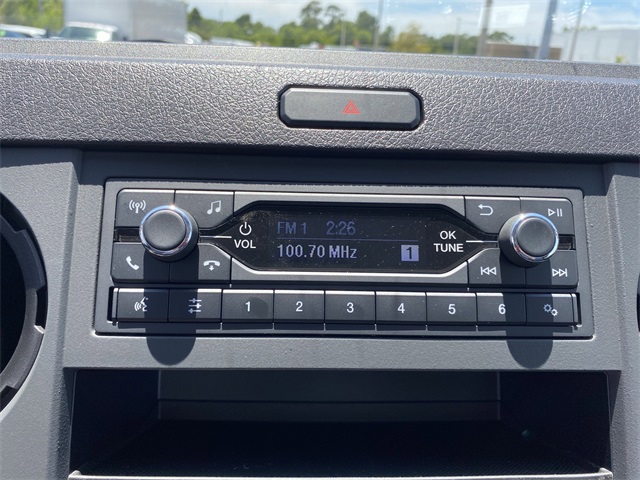 FM 1 2:26
VOL 100.70 MHz 1 OK
TUNE
1 2 3 4 5 6